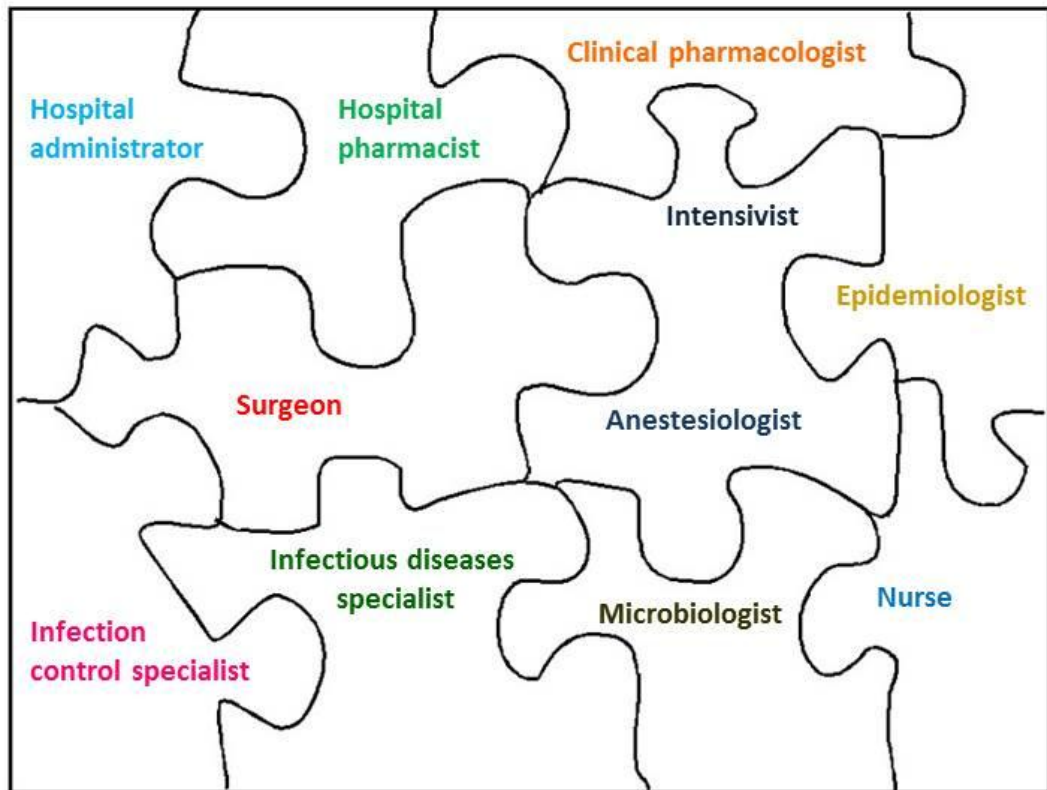 Clinical pharmacologist
Hospital
administrator
Hospital
pharmacist
Intensivist
Epidemiologist
Surgeon
Anestesiologist
Infectious diseases
specialist
Microbiologist
Nurse
Infection
control specialist